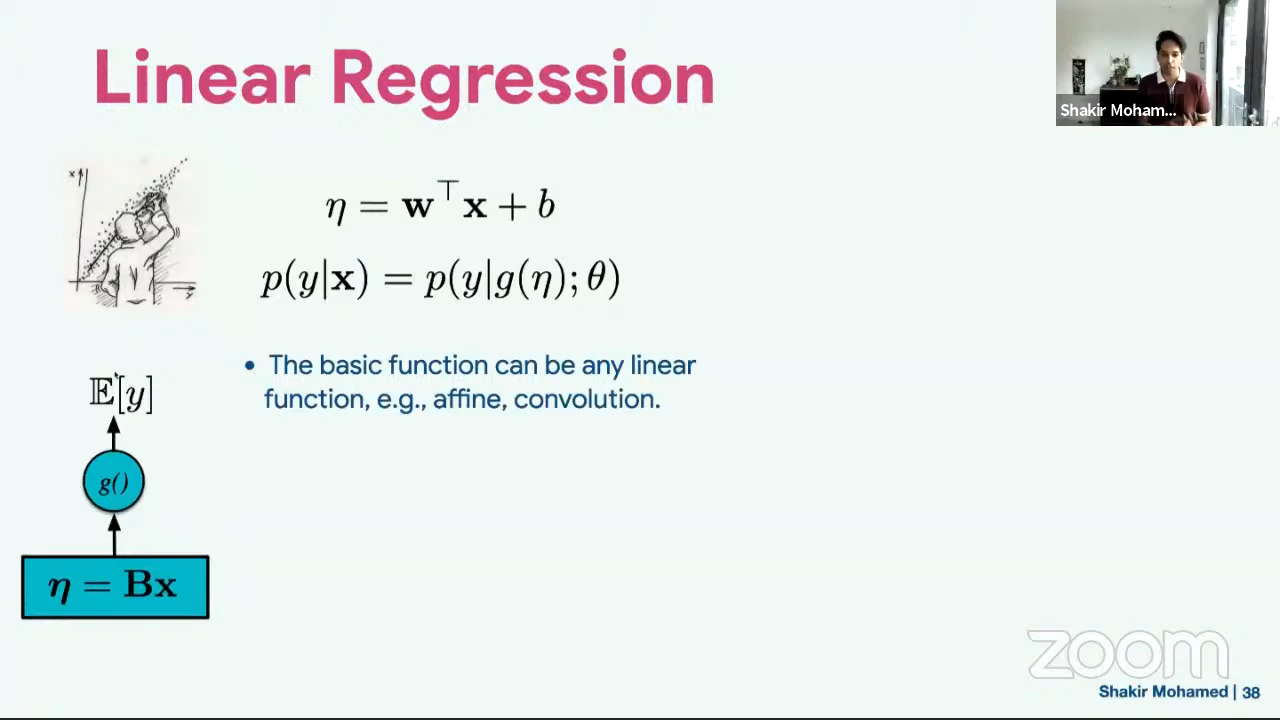 Linear Regression
Shakir Moham...
η = w⊤x + b
p(y|x) = p(y|g(η); θ)
• The basic function can be any linear
function, e.g., affine, convolution.
x
y
𝔼[y]
g()
η = Bx
zoom
Shakir Mohamed | 38